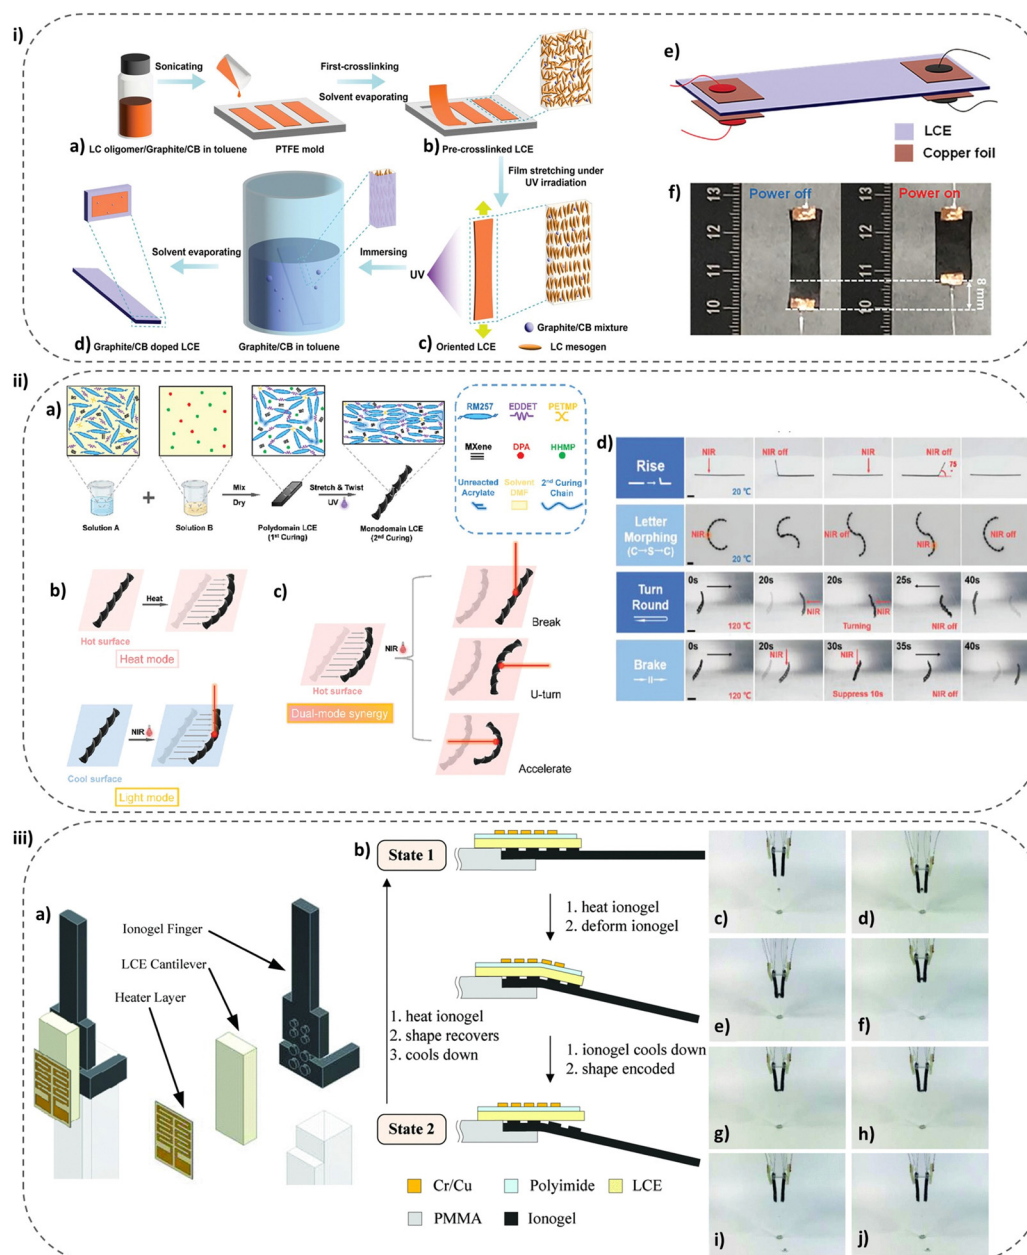 i)
Sonicating
First-crosslinking
Solvent evaporating
a)
LC oligomer/Graphite/CB in toluene
PTFE mold
b)
Pre-crosslinked LCE
Film stretching under
UV irradiation
Solvent evaporating
Immersing
UV
d)
Graphite/CB doped LCE
Graphite/CB in toluene
c)
Oriented LCE
Graphite/CB mixture
LC mesogen
e)
LCE
Copper foil
f)
13
12
11
10
Power off
13
12
11
10
Power on
8 mm
ii)
a)
Solution A
+
Solution B
Mix
Dry
Polydomain LCE
(1st Curing)
Stretch & Twist
UV
Monodomain LCE
(2nd Curing)
RM257
EDDET
PETMP
MXene
DPA
HHMP
Unreacted
Acrylate
Solvent
DMF
2nd Curing
Chain
b)
Heat
Hot surface
Heat mode
NIR
Cool surface
Light mode
c)
Hot surface
NIR
Dual-mode synergy
Break
U-turn
Accelerate
d)
Rise
NIR
20 ℃
NIR off
NIR
NIR off
75
Letter
Morphing
(C→S→C)
NIR
20 ℃
NIR off
NIR
NIR off
Turn
Round
0s
120 ℃
20s
NIR
20s
NIR
Turning
25s
NIR off
40s
Brake
0s
120 ℃
20s
NIR
30s
NIR
Suppress 10s
35s
NIR off
40s
iii)
a)
Ionogel Finger
LCE Cantilever
Heater Layer
b)
State 1
1. heat ionogel
2. deform ionogel
1. heat ionogel
2. shape recovers
3. cools down
1. ionogel cools down
2. shape encoded
State 2
Cr/Cu
Polyimide
LCE
PMMA
Ionogel
c)
d)
e)
f)
g)
h)
i)
j)